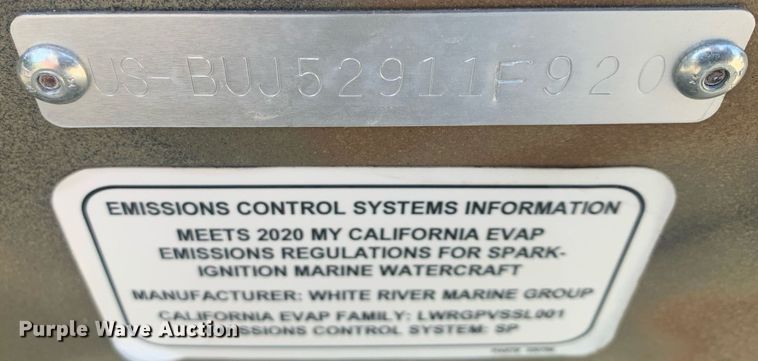 US-BUJ52911F920
EMISSIONS CONTROL SYSTEMS INFORMATION
MEETS 2020 MY CALIFORNIA EVAP
EMISSIONS REGULATIONS FOR SPARK-
IGNITION MARINE WATERCRAFT
MANUFACTURER: WHITE RIVER MARINE GROUP
CALIFORNIA EVAP FAMILY: LWRGPVSSL001
EMISSIONS CONTROL SYSTEM: SP
Purple Wave Auction